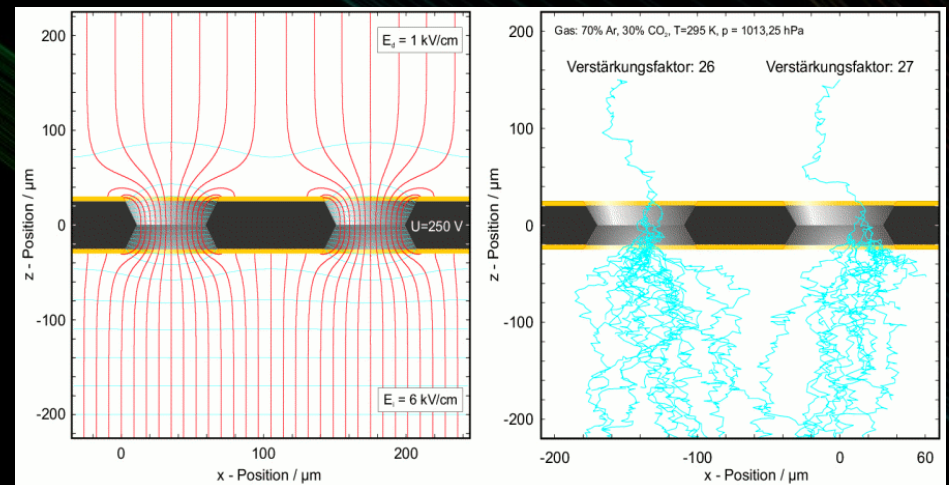 E_d = 1 kV/cm
200
100
0
-100
-200
z - Position / µm
U=250 V
E_i = 6 kV/cm
0
100
200
x - Position / µm
Gas: 70% Ar, 30% CO₂, T=295 K, p = 1013,25 hPa
Verstärkungsfaktor: 26
Verstärkungsfaktor: 27
200
100
0
-100
-200
z - Position / µm
-200
-100
0
60
x - Position / µm